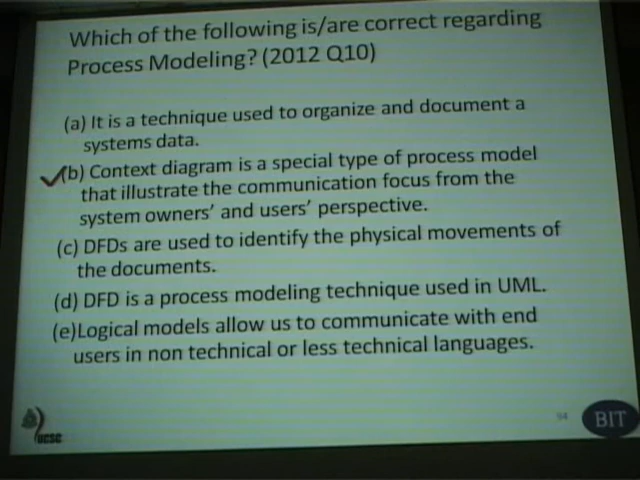 Which of the following is/are correct regarding
Process Modeling? (2012 Q10)
(a) It is a technique used to organize and document a
systems data.
(b) Context diagram is a special type of process model
that illustrate the communication focus from the
system owners' and users' perspective.
(c) DFDs are used to identify the physical movements of
the documents.
(d) DFD is a process modeling technique used in UML.
(e)Logical models allow us to communicate with end
users in non technical or less technical languages.
ucsc
94
BIT